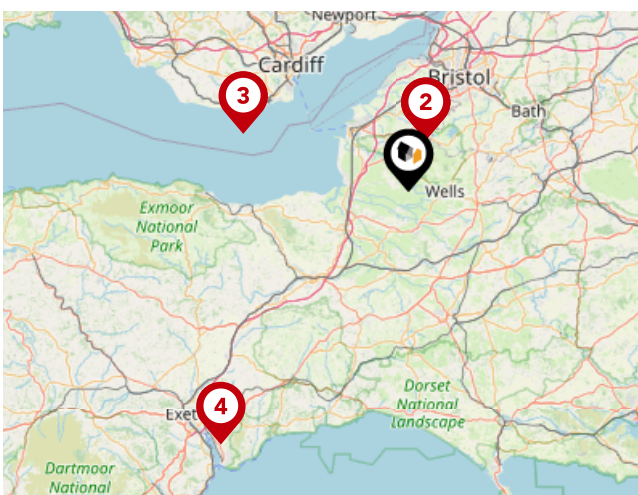 Newport
Cardiff
3
Bristol
2
Bath
Wells
Exmoor
National
Park
4
Exet
Dorset
National
Landscape
Dartmoor
National